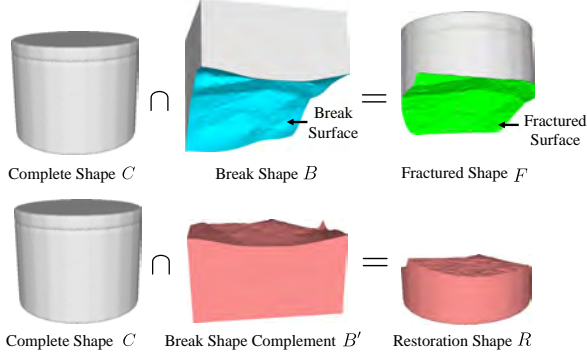 ∩ =
Break
Surface
Fractured
Surface
Complete Shape C Break Shape B Fractured Shape F
∩ =
Complete Shape C Break Shape Complement B′ Restoration Shape R